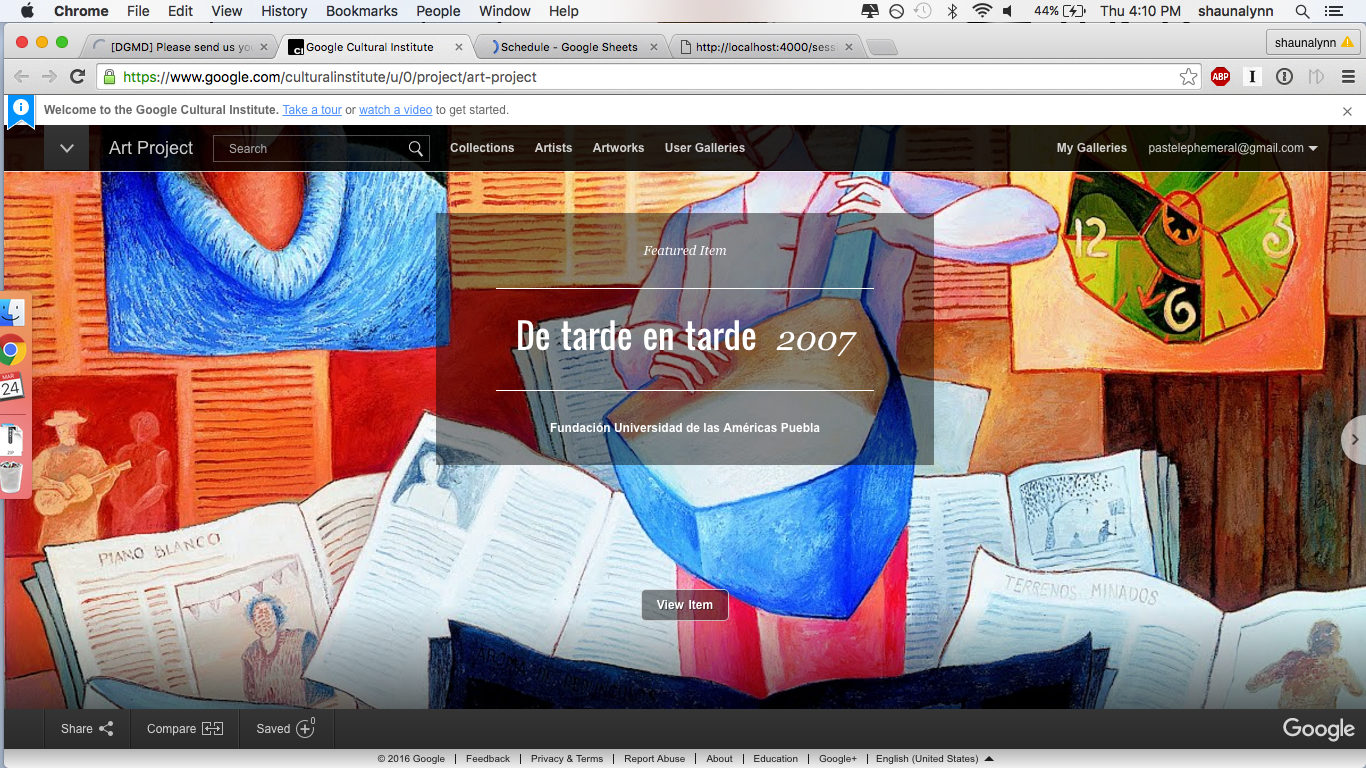 Chrome File Edit View History Bookmarks People Window Help 44% Thu 4:10 PM shaunalynn
[DGMD] Please send us yo Google Cultural Institute Schedule - Google Sheets http://localhost:4000/sess shaunalynn
https://www.google.com/culturalinstitute/u/0/project/art-project ABP I
Welcome to the Google Cultural Institute. Take a tour or watch a video to get started.
Art Project Search Collections Artists Artworks User Galleries My Galleries pastelephemeral@gmail.com
12 3
6
Featured Item
De tarde en tarde 2007
Fundación Universidad de las Américas Puebla
MAR
24
ZIP
PIANO BLANCO
TERRENOS MINADOS
View Item
Share Compare Saved 0 Google
© 2016 Google | Feedback | Privacy & Terms | Report Abuse | About | Education | Google+ | English (United States)